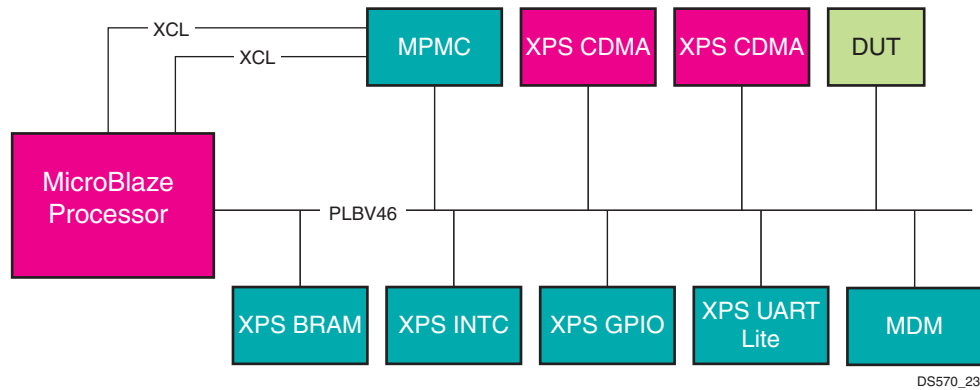 XCL
XCL
MPMC
XPS CDMA
XPS CDMA
DUT
MicroBlaze
Processor
PLBV46
XPS BRAM
XPS INTC
XPS GPIO
XPS UART
Lite
MDM
DS570_23